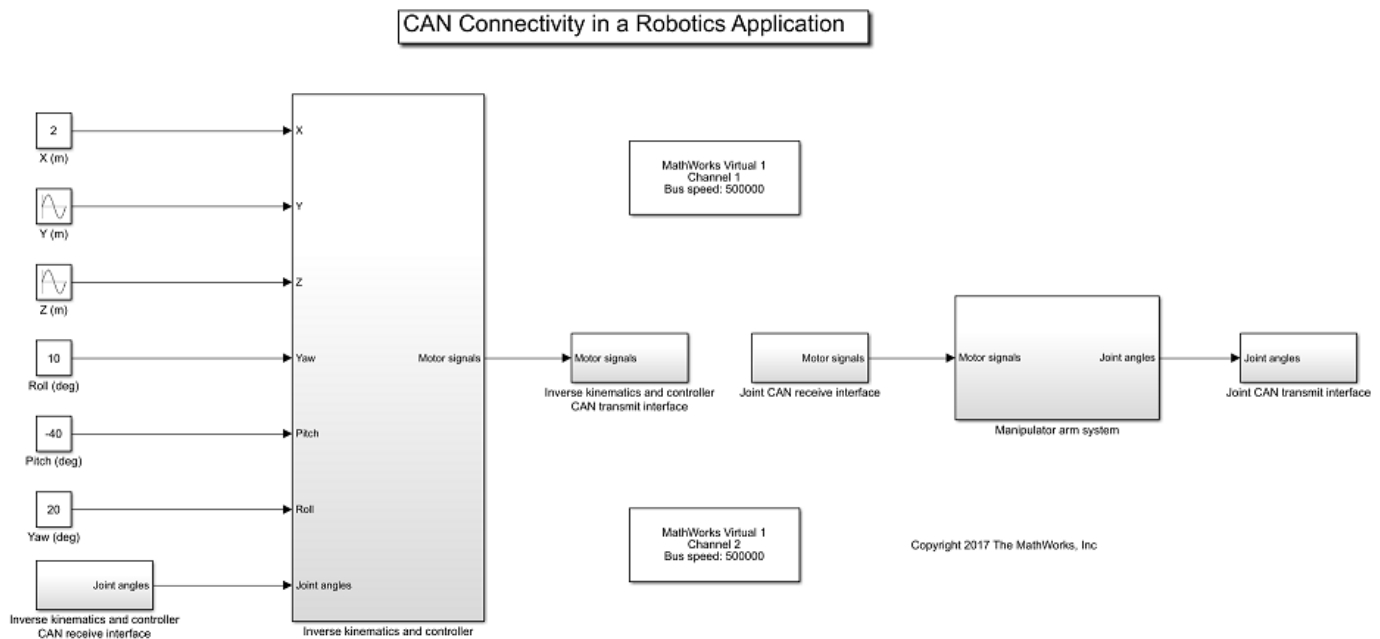 CAN Connectivity in a Robotics Application
2
X (m)
X
Y (m)
Y
Z (m)
Z
10
Roll (deg)
Yaw
-40
Pitch (deg)
Pitch
20
Yaw (deg)
Roll
Joint angles
Inverse kinematics and controller
CAN receive interface
Joint angles
Motor signals
Inverse kinematics and controller
MathWorks Virtual 1
Channel 1
Bus speed: 500000
Motor signals
Inverse kinematics and controller
CAN transmit interface
Motor signals
Joint CAN receive interface
Motor signals
Joint angles
Manipulator arm system
Joint angles
Joint CAN transmit interface
MathWorks Virtual 1
Channel 2
Bus speed: 500000
Copyright 2017 The MathWorks, Inc